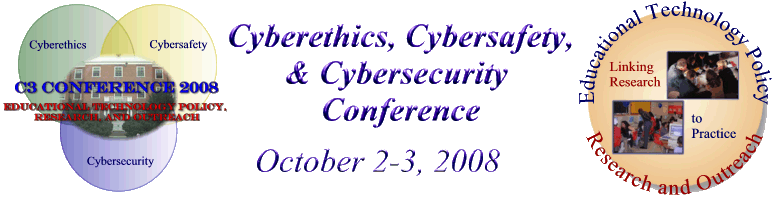 Cyberethics
Cybersafety
C3 CONFERENCE 2008
EDUCATIONAL TECHNOLOGY POLICY,
RESEARCH, AND OUTREACH
Cybersecurity
Cyberethics, Cybersafety,
& Cybersecurity
Conference
October 2-3, 2008
Educational Technology Policy
Linking
Research
to
Practice
Research and Outreach